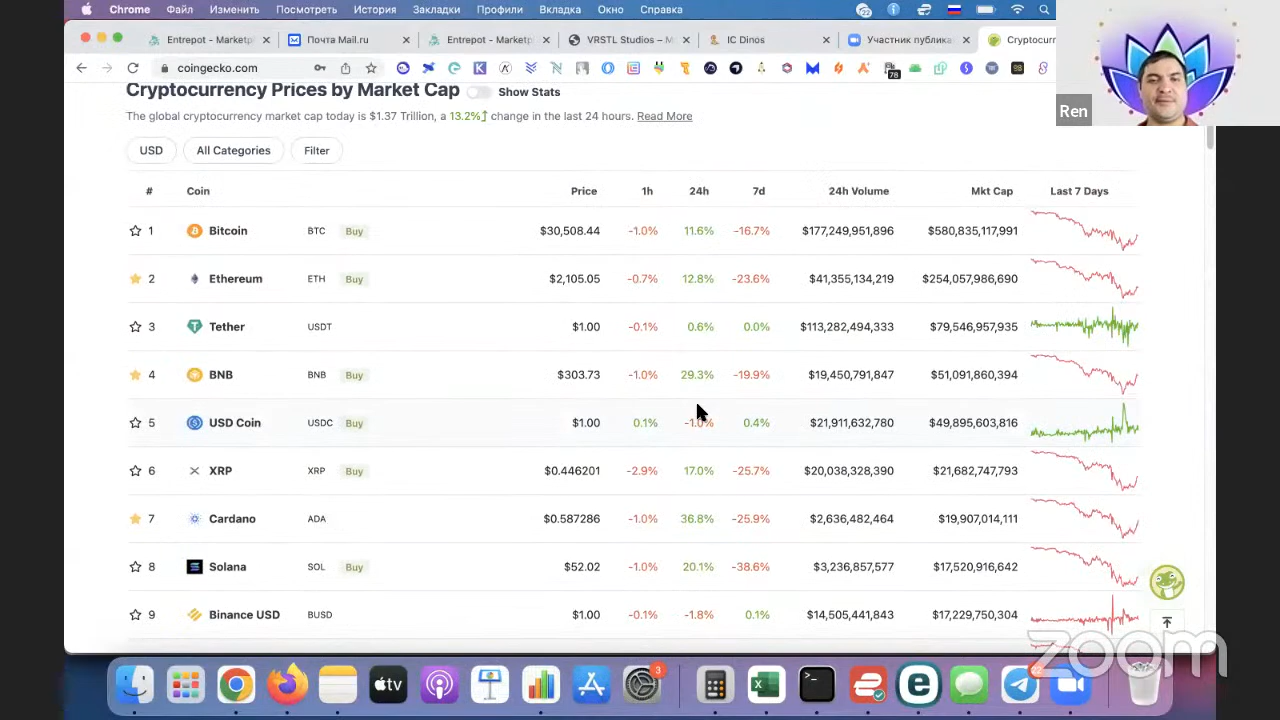 Chrome Файл Изменить Посмотреть История Закладки Профили Вкладка Окно Справка
Entrepot - Marketpl Почта Mail.ru Entrepot - Marketpl VRSTL Studios – M IC Dinos Участник публика Cryptocurr
coingecko.com
78
Ren
Cryptocurrency Prices by Market Cap Show Stats
The global cryptocurrency market cap today is $1.37 Trillion, a 13.2% change in the last 24 hours. Read More
USD All Categories Filter
# Coin Price 1h 24h 7d 24h Volume Mkt Cap Last 7 Days
1 Bitcoin BTC Buy $30,508.44 -1.0% 11.6% -16.7% $177,249,951,896 $580,835,117,991
2 Ethereum ETH Buy $2,105.05 -0.7% 12.8% -23.6% $41,355,134,219 $254,057,986,690
3 Tether USDT $1.00 -0.1% 0.6% 0.0% $113,282,494,333 $79,546,957,935
4 BNB BNB Buy $303.73 -1.0% 29.3% -19.9% $19,450,791,847 $51,091,860,394
5 USD Coin USDC Buy $1.00 0.1% -1.0% 0.4% $21,911,632,780 $49,895,603,816
6 XRP XRP Buy $0.446201 -2.9% 17.0% -25.7% $20,038,328,390 $21,682,747,793
7 Cardano ADA $0.587286 -1.0% 36.8% -25.9% $2,636,482,464 $19,907,014,111
8 Solana SOL Buy $52.02 -1.0% 20.1% -38.6% $3,236,857,577 $17,520,916,642
9 Binance USD BUSD $1.00 -0.1% -1.8% 0.1% $14,505,441,843 $17,229,750,304
zoom
tv 3